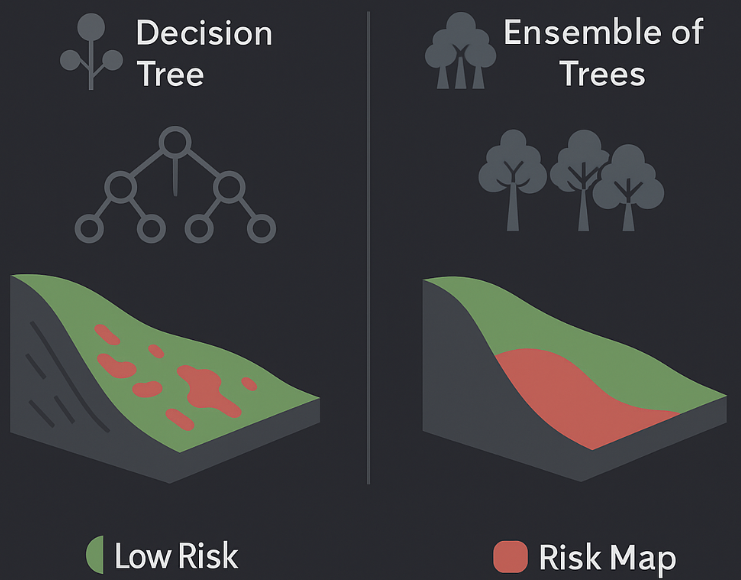 Decision
Tree
Ensemble of
Trees
Low Risk
Risk Map